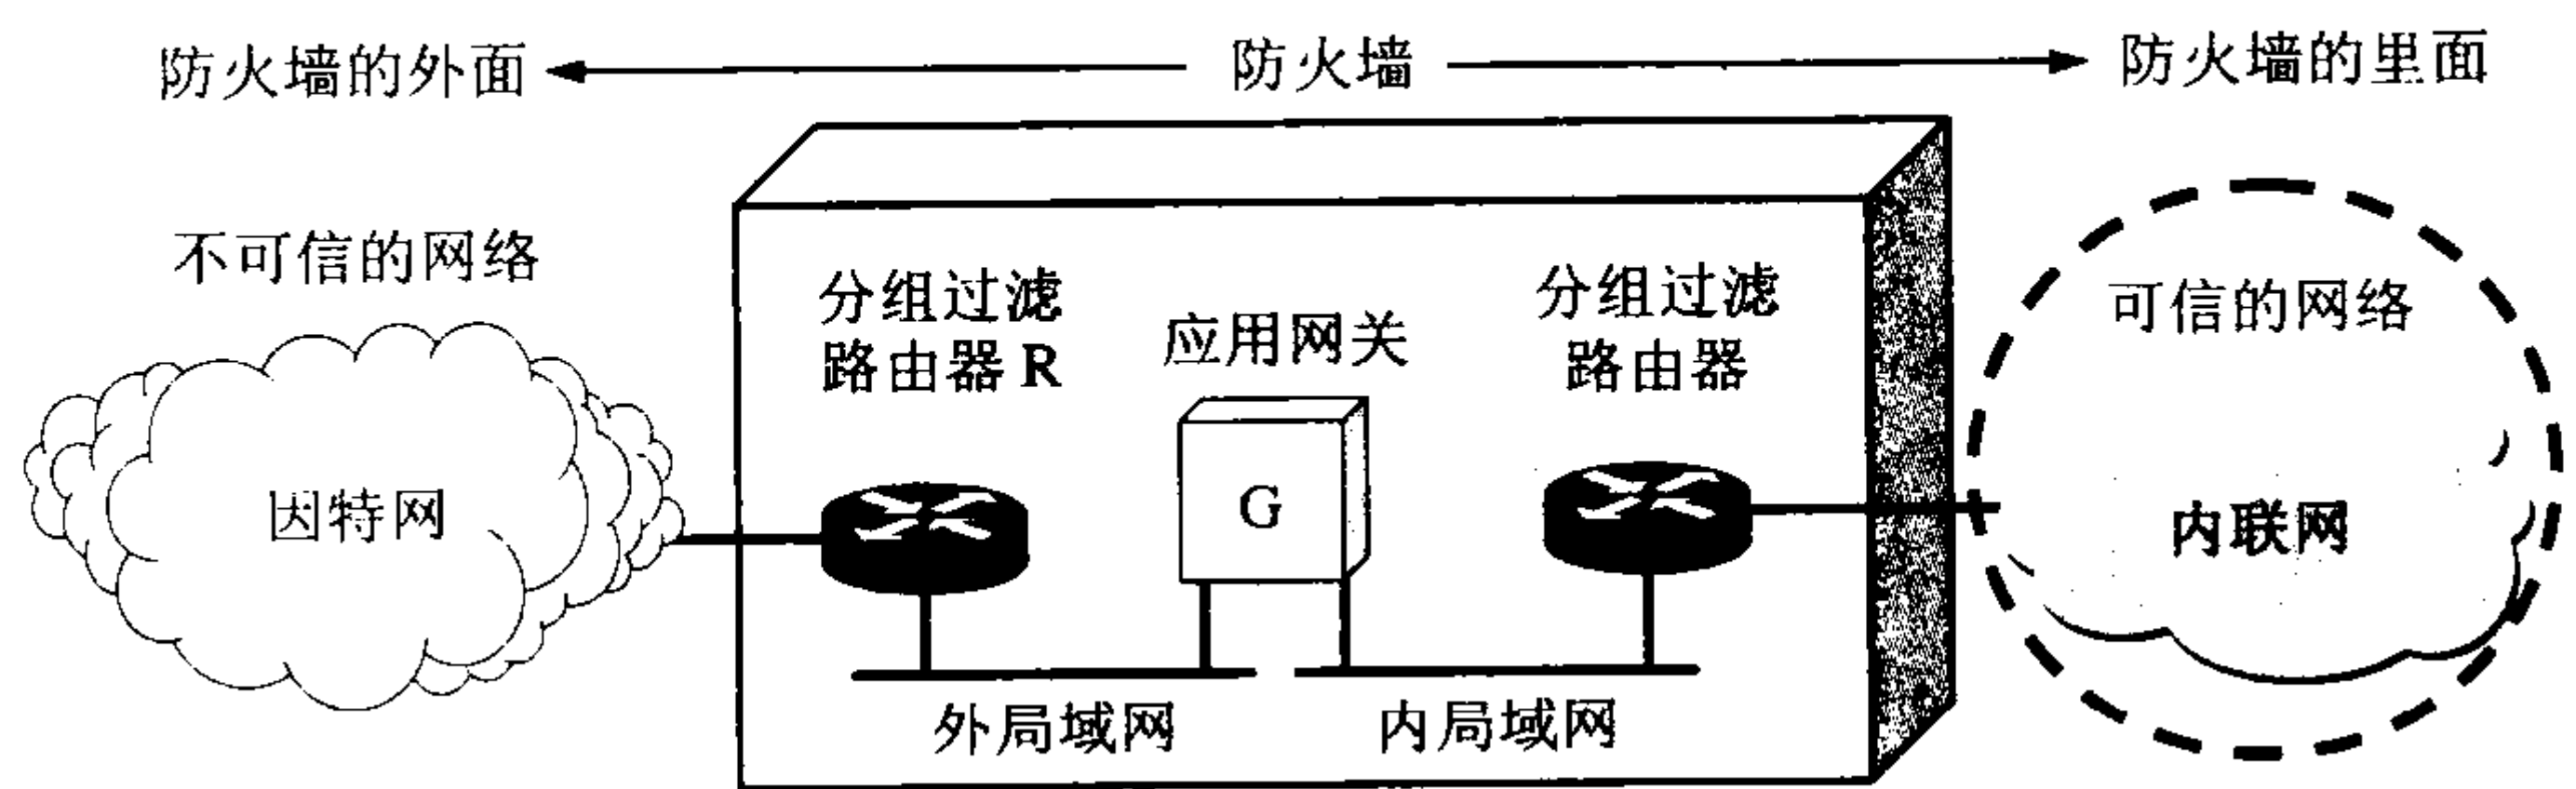 防火墙的外面
防火墙
防火墙的里面
不可信的网络
因特网
分组过滤
路由器 R
应用网关
G
分组过滤
路由器
外局域网
内局域网
可信的网络
内联网